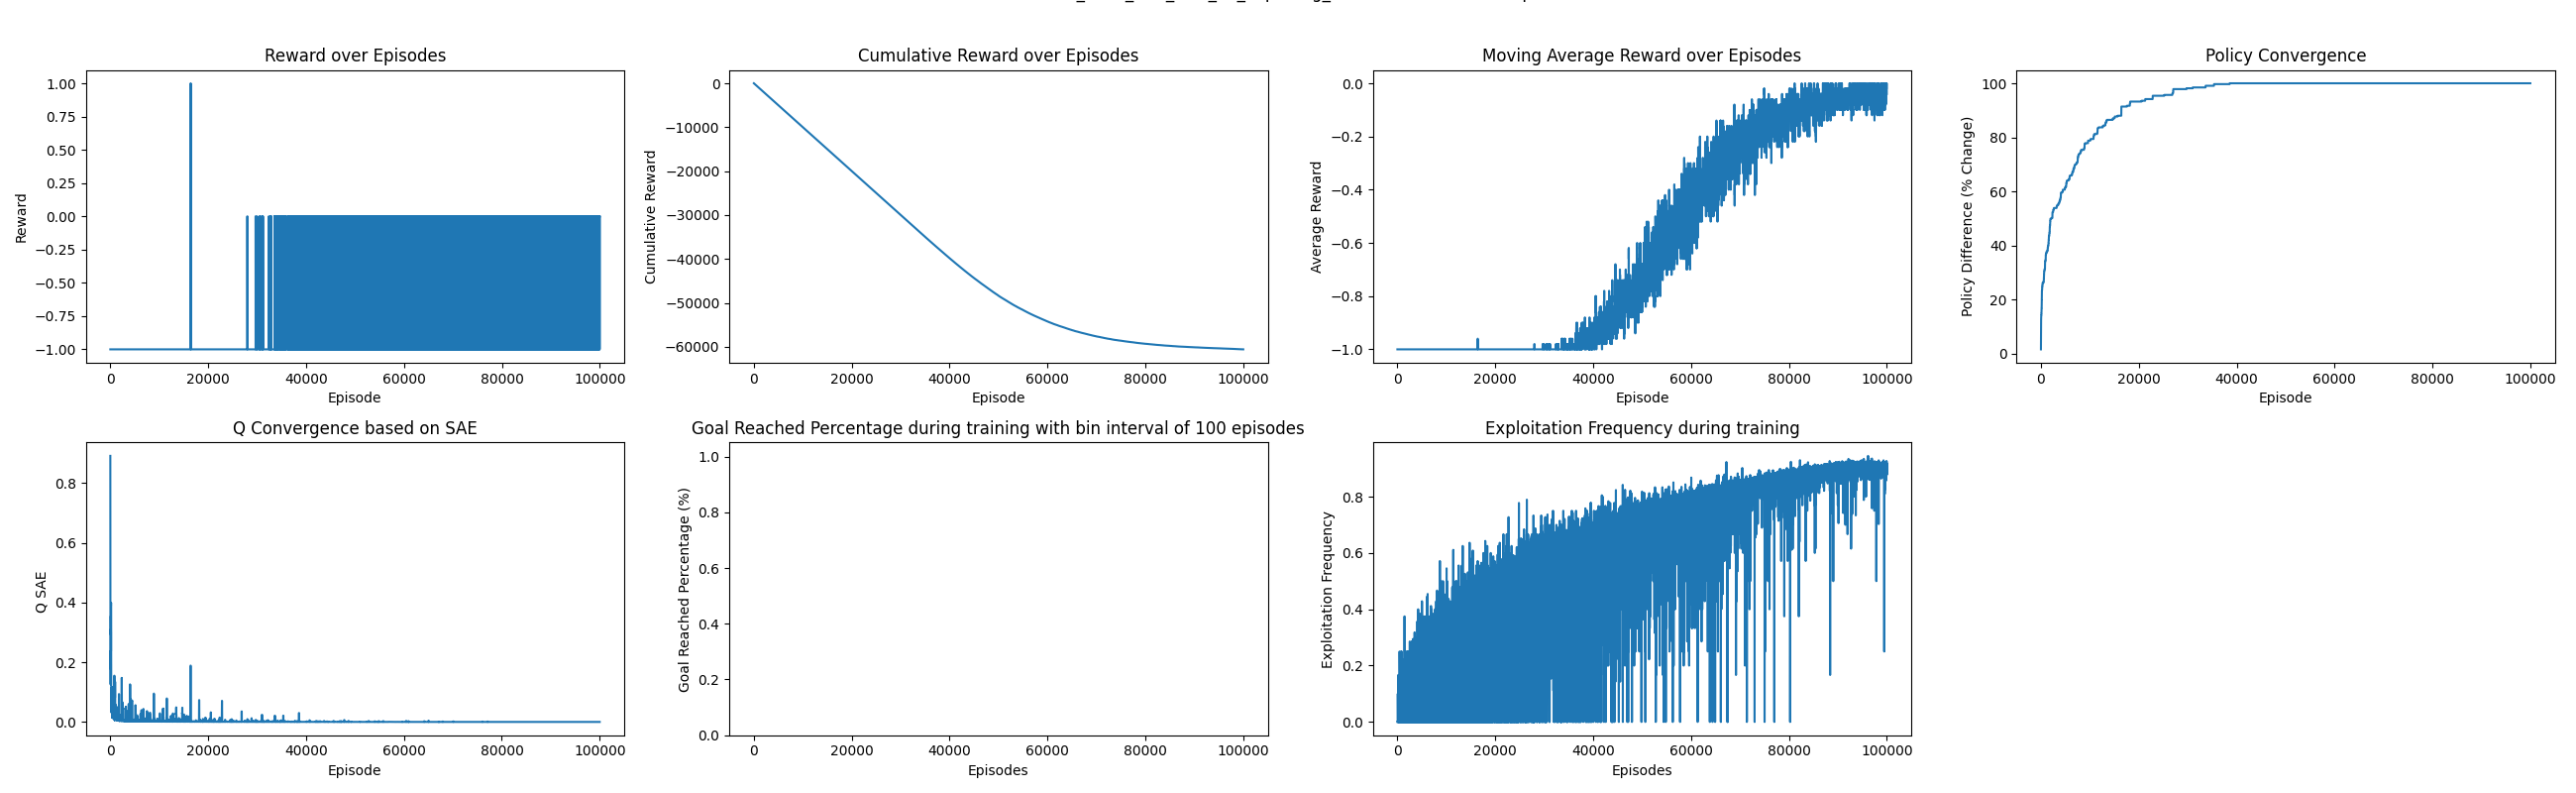 Reward over Episodes
1.00
0.75
0.50
0.25
0.00
−0.25
−0.50
−0.75
−1.00
Reward
0 20000 40000 60000 80000 100000
Episode
Cumulative Reward over Episodes
0
−10000
−20000
−30000
−40000
−50000
−60000
Cumulative Reward
0 20000 40000 60000 80000 100000
Episode
Moving Average Reward over Episodes
0.0
−0.2
−0.4
−0.6
−0.8
−1.0
Average Reward
0 20000 40000 60000 80000 100000
Episode
Policy Convergence
100
80
60
40
20
0
Policy Difference (% Change)
0 20000 40000 60000 80000 100000
Episode
Q Convergence based on SAE
0.8
0.6
0.4
0.2
0.0
Q SAE
0 20000 40000 60000 80000 100000
Episode
Goal Reached Percentage during training with bin interval of 100 episodes
1.0
0.8
0.6
0.4
0.2
0.0
Goal Reached Percentage (%)
0 20000 40000 60000 80000 100000
Episodes
Exploitation Frequency during training
0.8
0.6
0.4
0.2
0.0
Exploitation Frequency
0 20000 40000 60000 80000 100000
Episodes